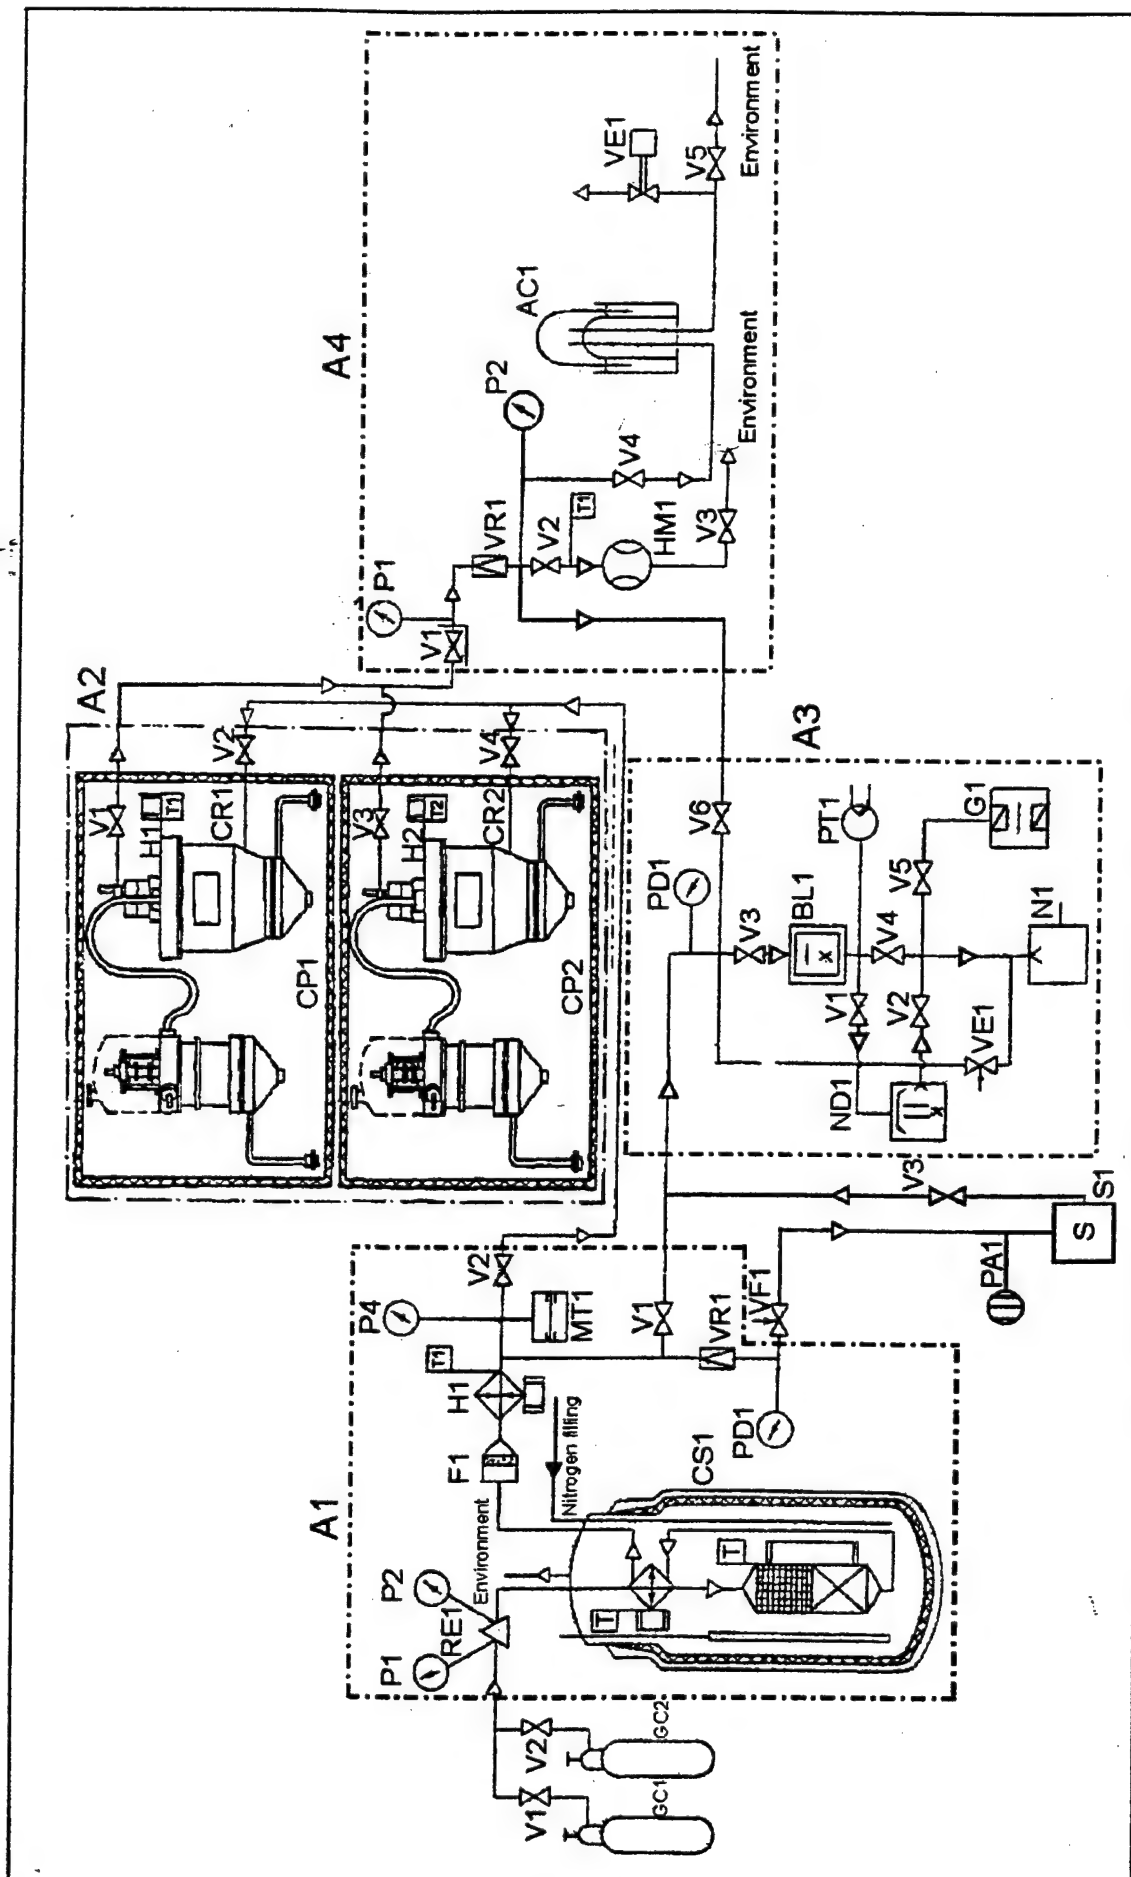 A1
P1
P2
RE1
Environment
F1
H1
T1
P4
MT1
V2
Nitrogen filling
CS1
T
T
PD1
VR1
V1
VF1
V1
V2
GC1
GC2
PA1
S
S1
V3
A2
V1
H1
T1
CR1
V2
CP1
V3
H2
T2
CR2
V4
CP2
A3
PD1
V3
BL1
x
PT1
V6
V1
V4
V5
G1
V2
ND1
x
VE1
N1
A4
P1
V1
VR1
V2
T1
HM1
V3
Environment
P2
V4
AC1
VE1
V5
Environment